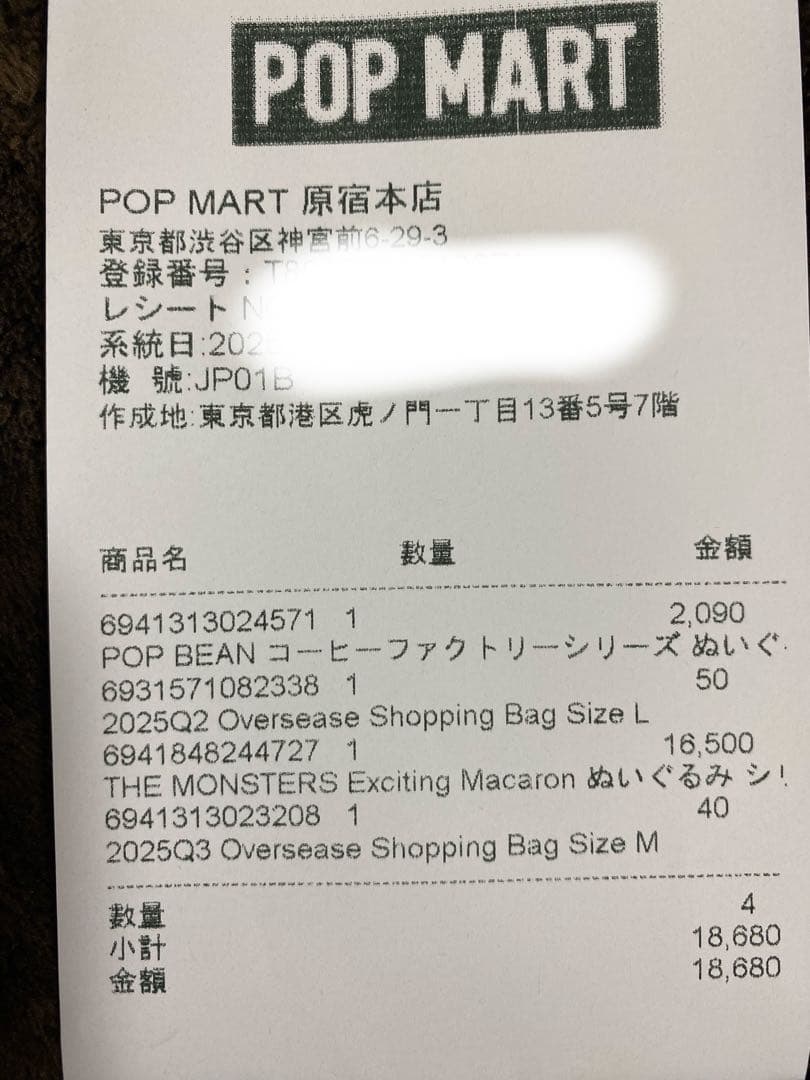 POP MART
POP MART 原宿本店
東京都渋谷区神宮前6-29-3
登録番号:
レシート
系統日:202
機 號:JP01B
作成地:東京都港区虎ノ門一丁目13番5号7階
商品名 数量 金額
6941313024571 1 2,090
POP BEAN コーヒーファクトリーシリーズ ぬいぐ
6931571082338 1 50
2025Q2 Oversease Shopping Bag Size L
6941848244727 1 16,500
THE MONSTERS Exciting Macaron ぬいぐるみ シ
6941313023208 1 40
2025Q3 Oversease Shopping Bag Size M
数量 4
小計 18,680
金額 18,680